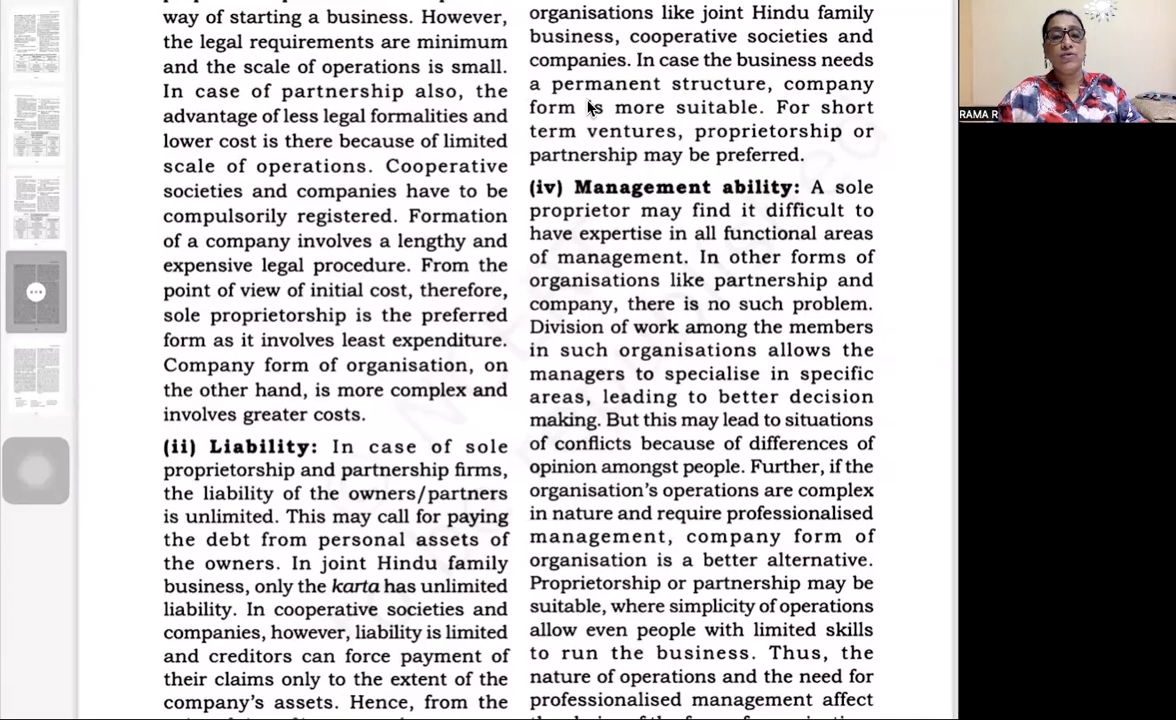 way of starting a business. However,
the legal requirements are minimum
and the scale of operations is small.
In case of partnership also, the
advantage of less legal formalities and
lower cost is there because of limited
scale of operations. Cooperative
societies and companies have to be
compulsorily registered. Formation
of a company involves a lengthy and
expensive legal procedure. From the
point of view of initial cost, therefore,
sole proprietorship is the preferred
form as it involves least expenditure.
Company form of organisation, on
the other hand, is more complex and
involves greater costs.
(ii) Liability: In case of sole
proprietorship and partnership firms,
the liability of the owners/partners
is unlimited. This may call for paying
the debt from personal assets of
the owners. In joint Hindu family
business, only the karta has unlimited
liability. In cooperative societies and
companies, however, liability is limited
and creditors can force payment of
their claims only to the extent of the
company's assets. Hence, from the
organisations like joint Hindu family
business, cooperative societies and
companies. In case the business needs
a permanent structure, company
form is more suitable. For short
term ventures, proprietorship or
partnership may be preferred.
(iv) Management ability: A sole
proprietor may find it difficult to
have expertise in all functional areas
of management. In other forms of
organisations like partnership and
company, there is no such problem.
Division of work among the members
in such organisations allows the
managers to specialise in specific
areas, leading to better decision
making. But this may lead to situations
of conflicts because of differences of
opinion amongst people. Further, if the
organisation's operations are complex
in nature and require professionalised
management, company form of
organisation is a better alternative.
Proprietorship or partnership may be
suitable, where simplicity of operations
allow even people with limited skills
to run the business. Thus, the
nature of operations and the need for
professionalised management affect
RAMA R